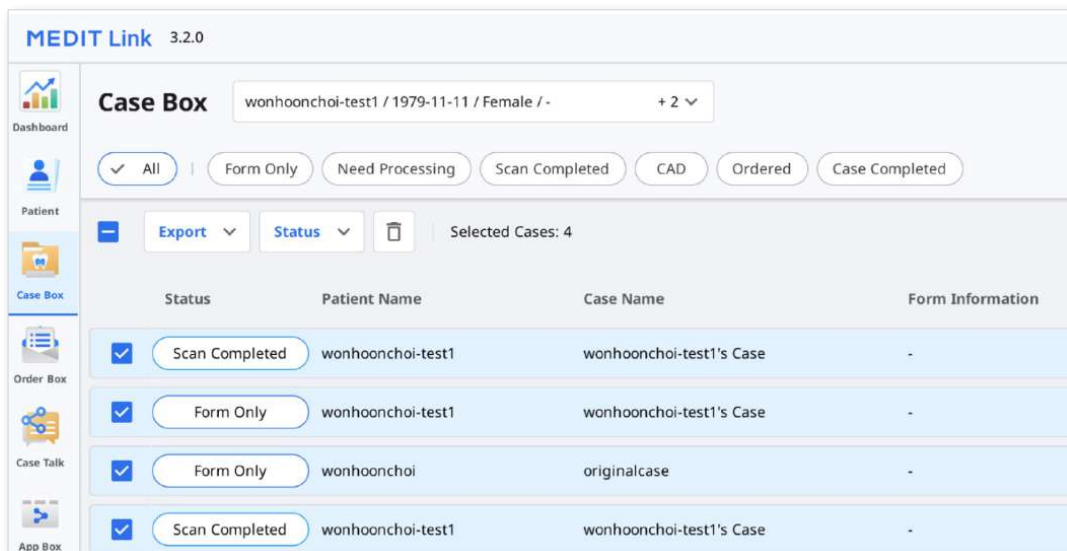 MEDIT Link 3.2.0
Dashboard
Patient
Case Box
Order Box
Case Talk
App Box
Case Box
wonhoonchoi-test1 / 1979-11-11 / Female / - + 2
All | Form Only Need Processing Scan Completed CAD Ordered Case Completed
Export Status Selected Cases: 4
Status Patient Name Case Name Form Information
Scan Completed wonhoonchoi-test1 wonhoonchoi-test1's Case -
Form Only wonhoonchoi-test1 wonhoonchoi-test1's Case -
Form Only wonhoonchoi originalcase -
Scan Completed wonhoonchoi-test1 wonhoonchoi-test1's Case -